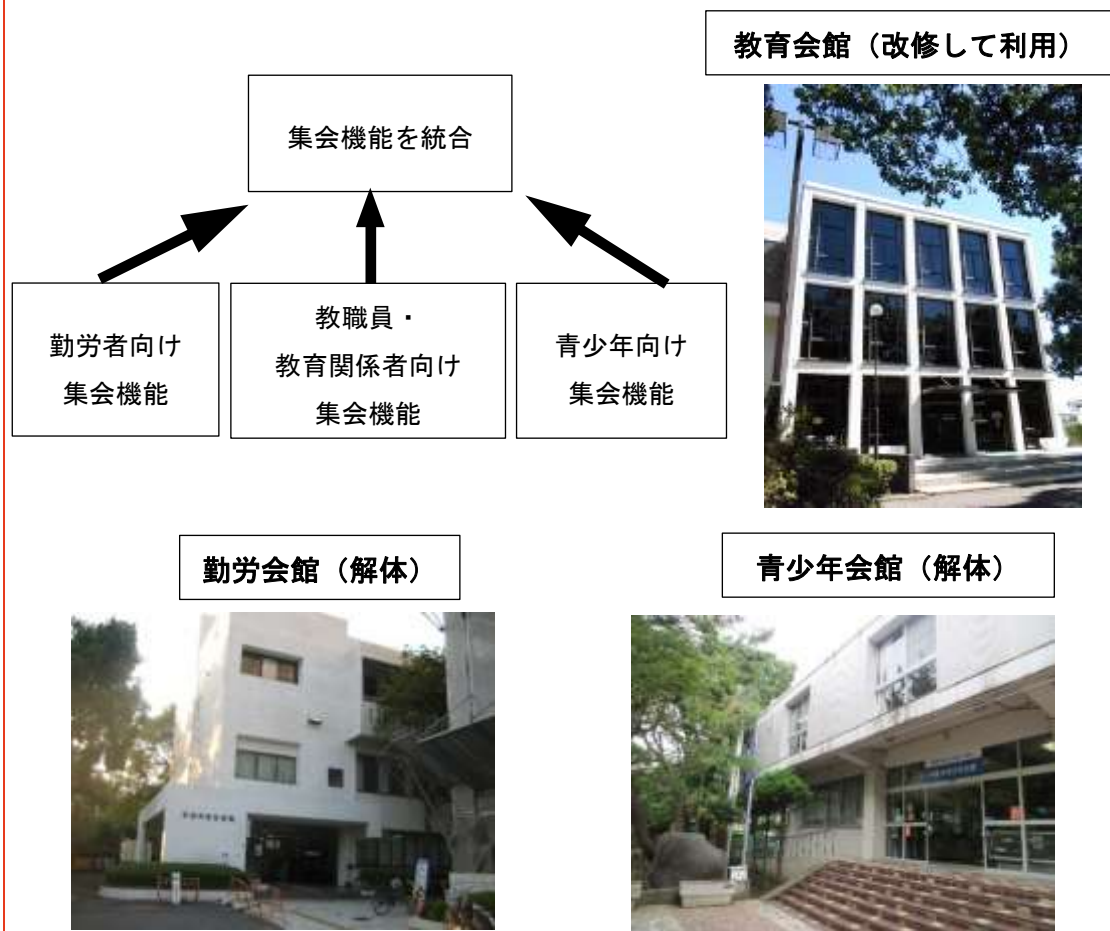 教育会館（改修して利用）
集会機能を統合
勤労者向け
集会機能
教職員・
教育関係者向け
集会機能
青少年向け
集会機能
勤労会館（解体）
青少年会館（解体）